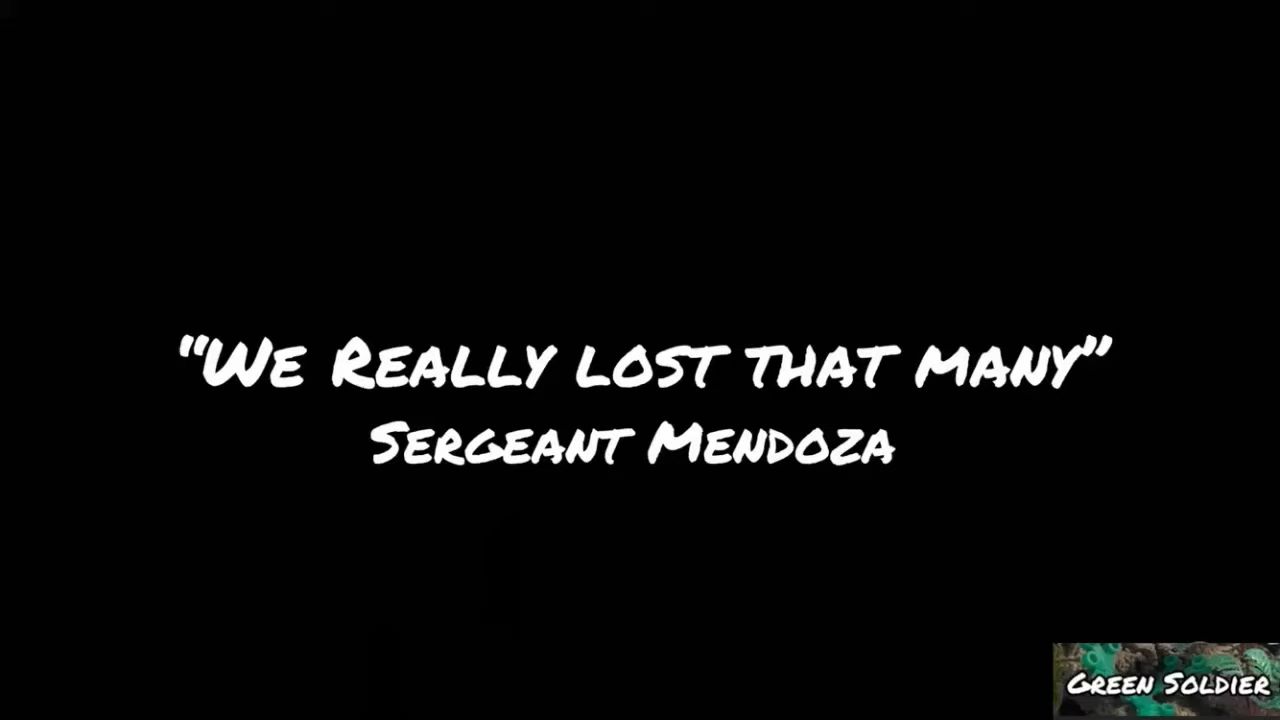 “We Really lost that many”
Sergeant Mendoza
Green Soldier